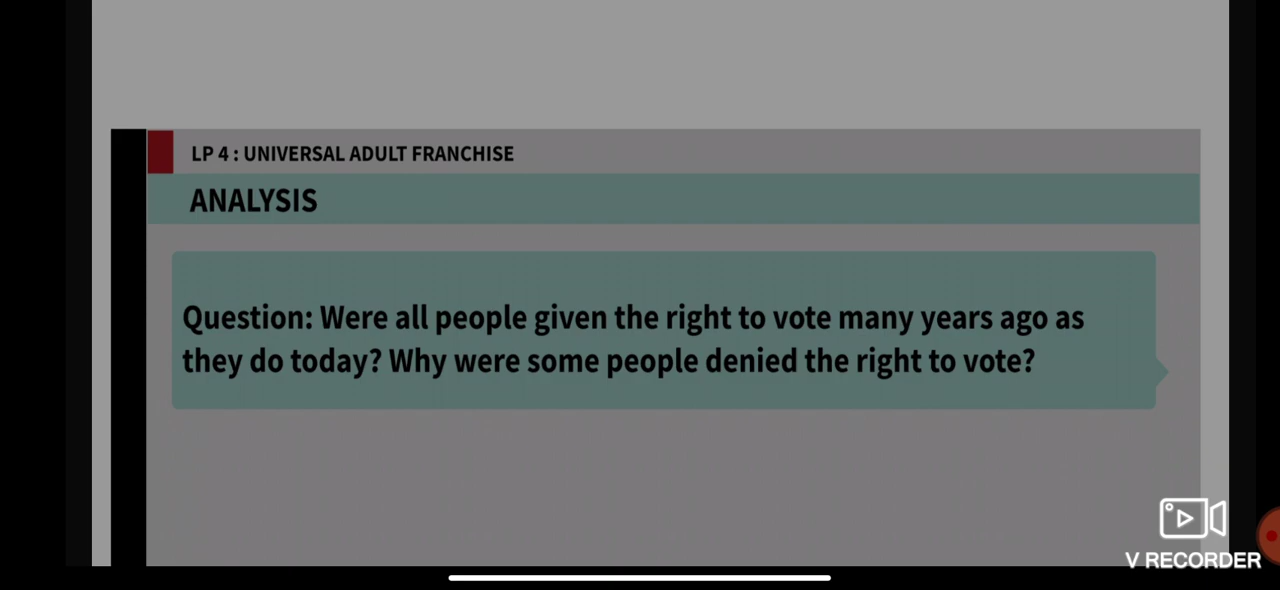 LP 4 : UNIVERSAL ADULT FRANCHISE
ANALYSIS
Question: Were all people given the right to vote many years ago as
they do today? Why were some people denied the right to vote?
V RECORDER